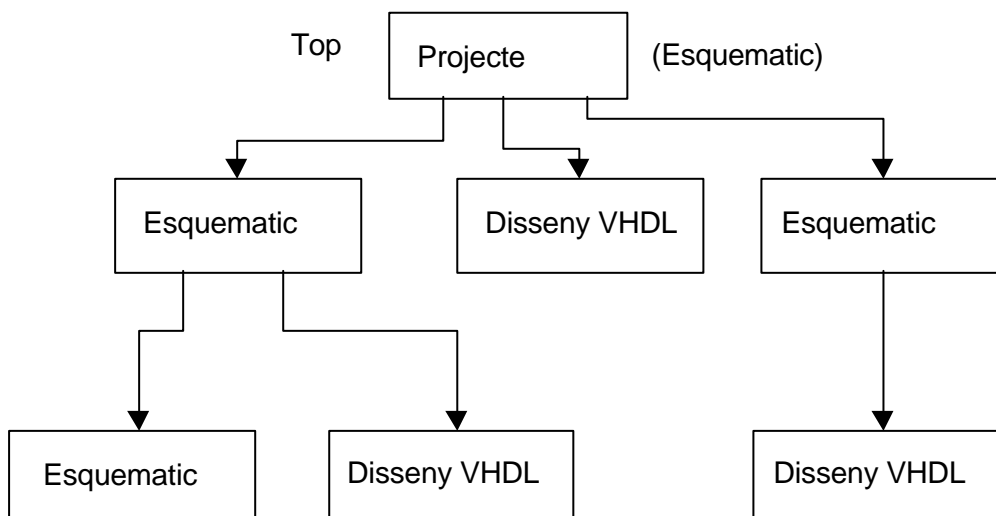 Top
Projecte
(Esquematic)
Esquematic
Disseny VHDL
Esquematic
Esquematic
Disseny VHDL
Disseny VHDL